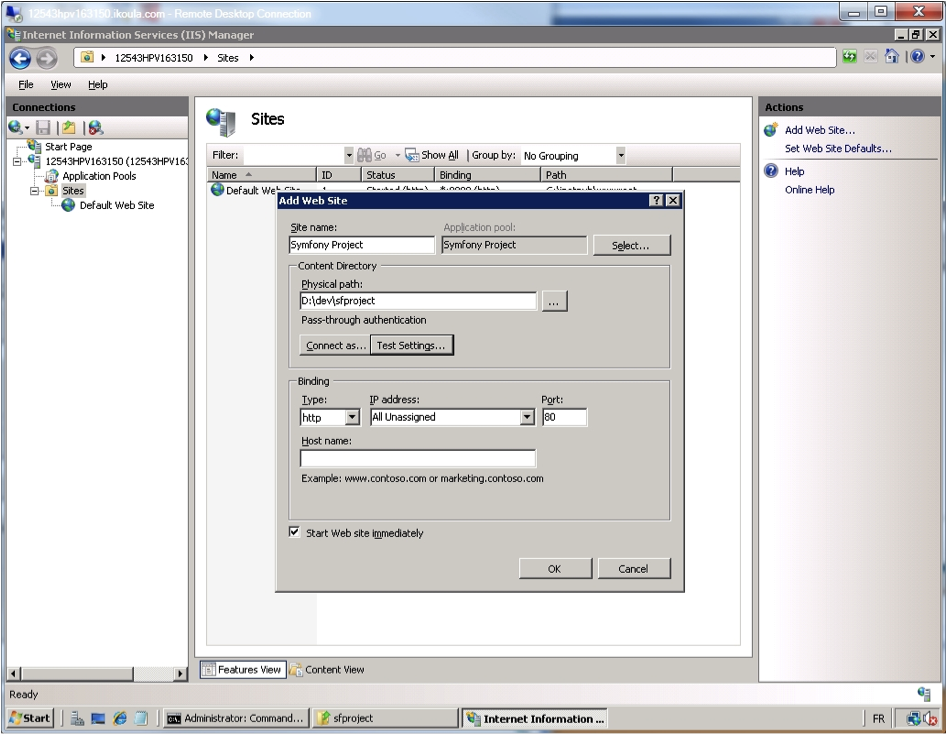 12543hpv163150.ikoula.com - Remote Desktop Connection
Internet Information Services (IIS) Manager
12543HPV163150 Sites
File View Help
Connections
Start Page
12543HPV163150 (12543HPV163
Application Pools
Sites
Default Web Site
Sites
Filter: Go Show All Group by: No Grouping
Name ID Status Binding Path
Default Web Site 1 Started (http)
Add Web Site
Site name: Application pool:
Symfony Project Symfony Project Select...
Content Directory
Physical path:
D:\dev\sfproject ...
Pass-through authentication
Connect as... Test Settings...
Binding
Type: IP address: Port:
http All Unassigned 80
Host name:
Example: www.contoso.com or marketing.contoso.com
Start Web site immediately
OK Cancel
Features View Content View
Actions
Add Web Site...
Set Web Site Defaults...
Help
Online Help
Ready
Start Administrator: Command... sfproject Internet Information ... FR